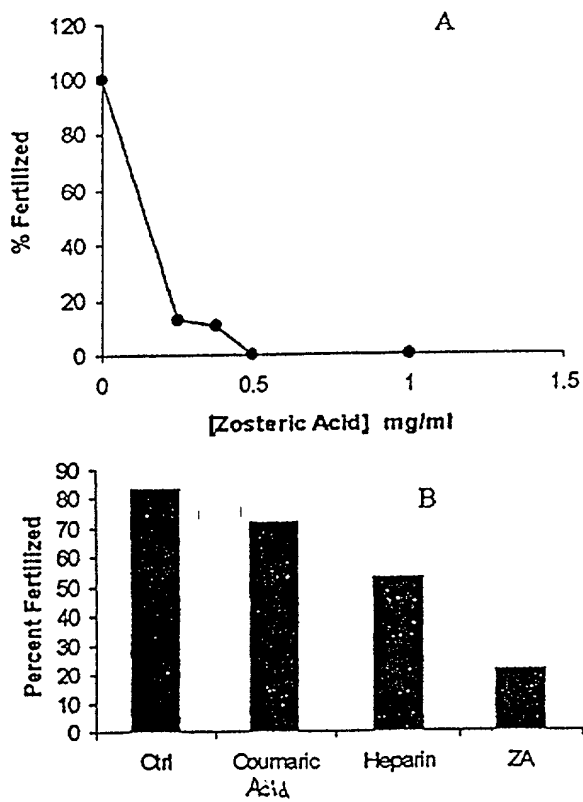 A
120
100
80
60
40
20
0
% Fertilized
0 0.5 1 1.5
[Zosteric Acid] mg/ml
B
90
80
70
60
50
40
30
20
10
0
Percent Fertilized
Ctrl Coumaric Heparin ZA
Acid